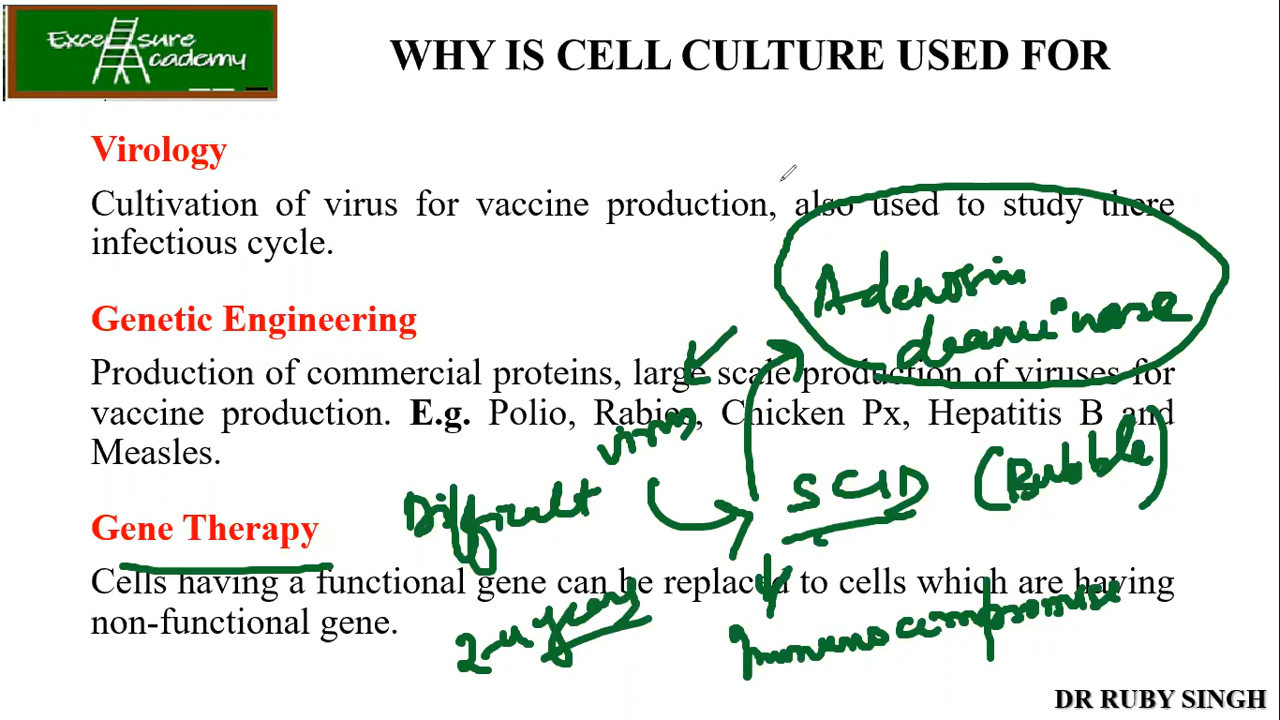 Excel sure
Academy
WHY IS CELL CULTURE USED FOR
Virology
Cultivation of virus for vaccine production, also used to study there
infectious cycle.
Adenosin
deaminase
Genetic Engineering
Production of commercial proteins, large scale production of viruses for
vaccine production. E.g. Polio, Rabies, Chicken Px, Hepatitis B and
Measles.
virus
Difficult
SCID (Bubble)
Gene Therapy
Cells having a functional gene can be replaced to cells which are having
non-functional gene.
2-4 years
Immunocompromise
DR RUBY SINGH